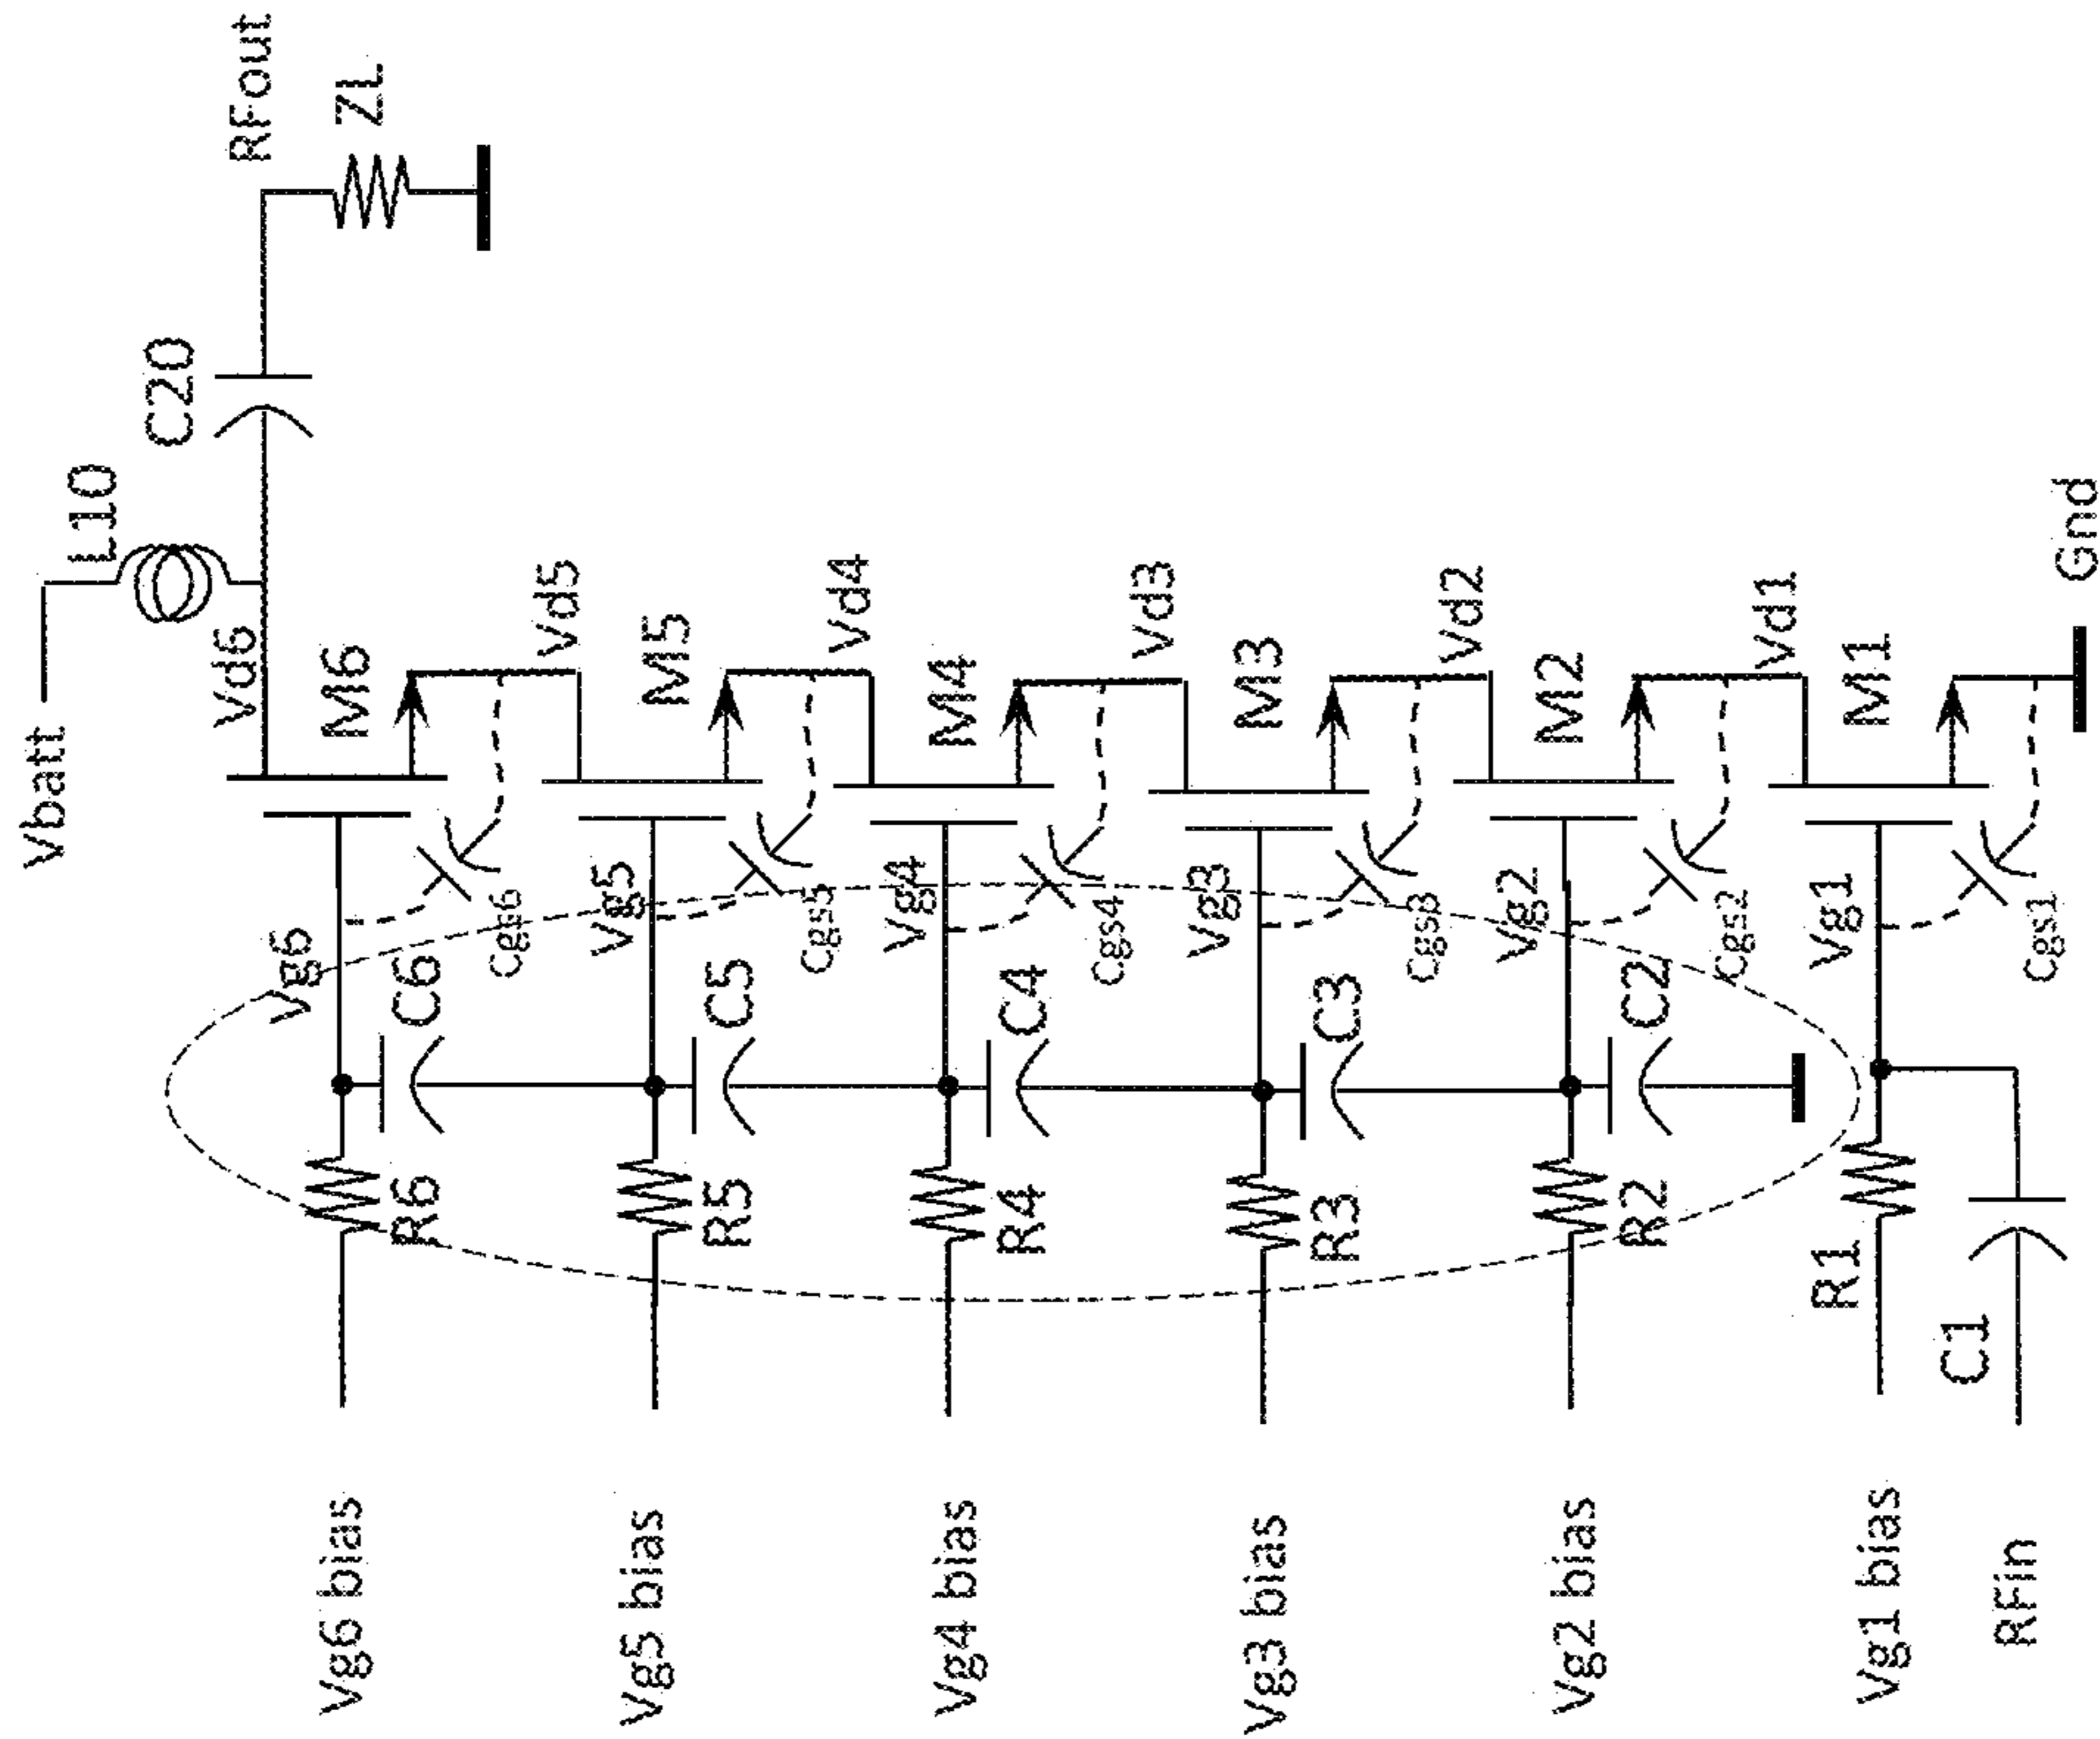 Vbatt
L10
C20
RFout
ZL
Vd6
M6
Vg6
Cgs6
C6
R6
Vg6 bias
Vd5
M5
Vg5
Cgs5
C5
R5
Vg5 bias
Vd4
M4
Vg4
Cgs4
C4
R4
Vg4 bias
Vd3
M3
Vg3
Cgs3
C3
R3
Vg3 bias
Vd2
M2
Vg2
Cgs2
C2
R2
Vg2 bias
Vd1
M1
Vg1
Cgs1
R1
Vg1 bias
C1
RFin
Gnd